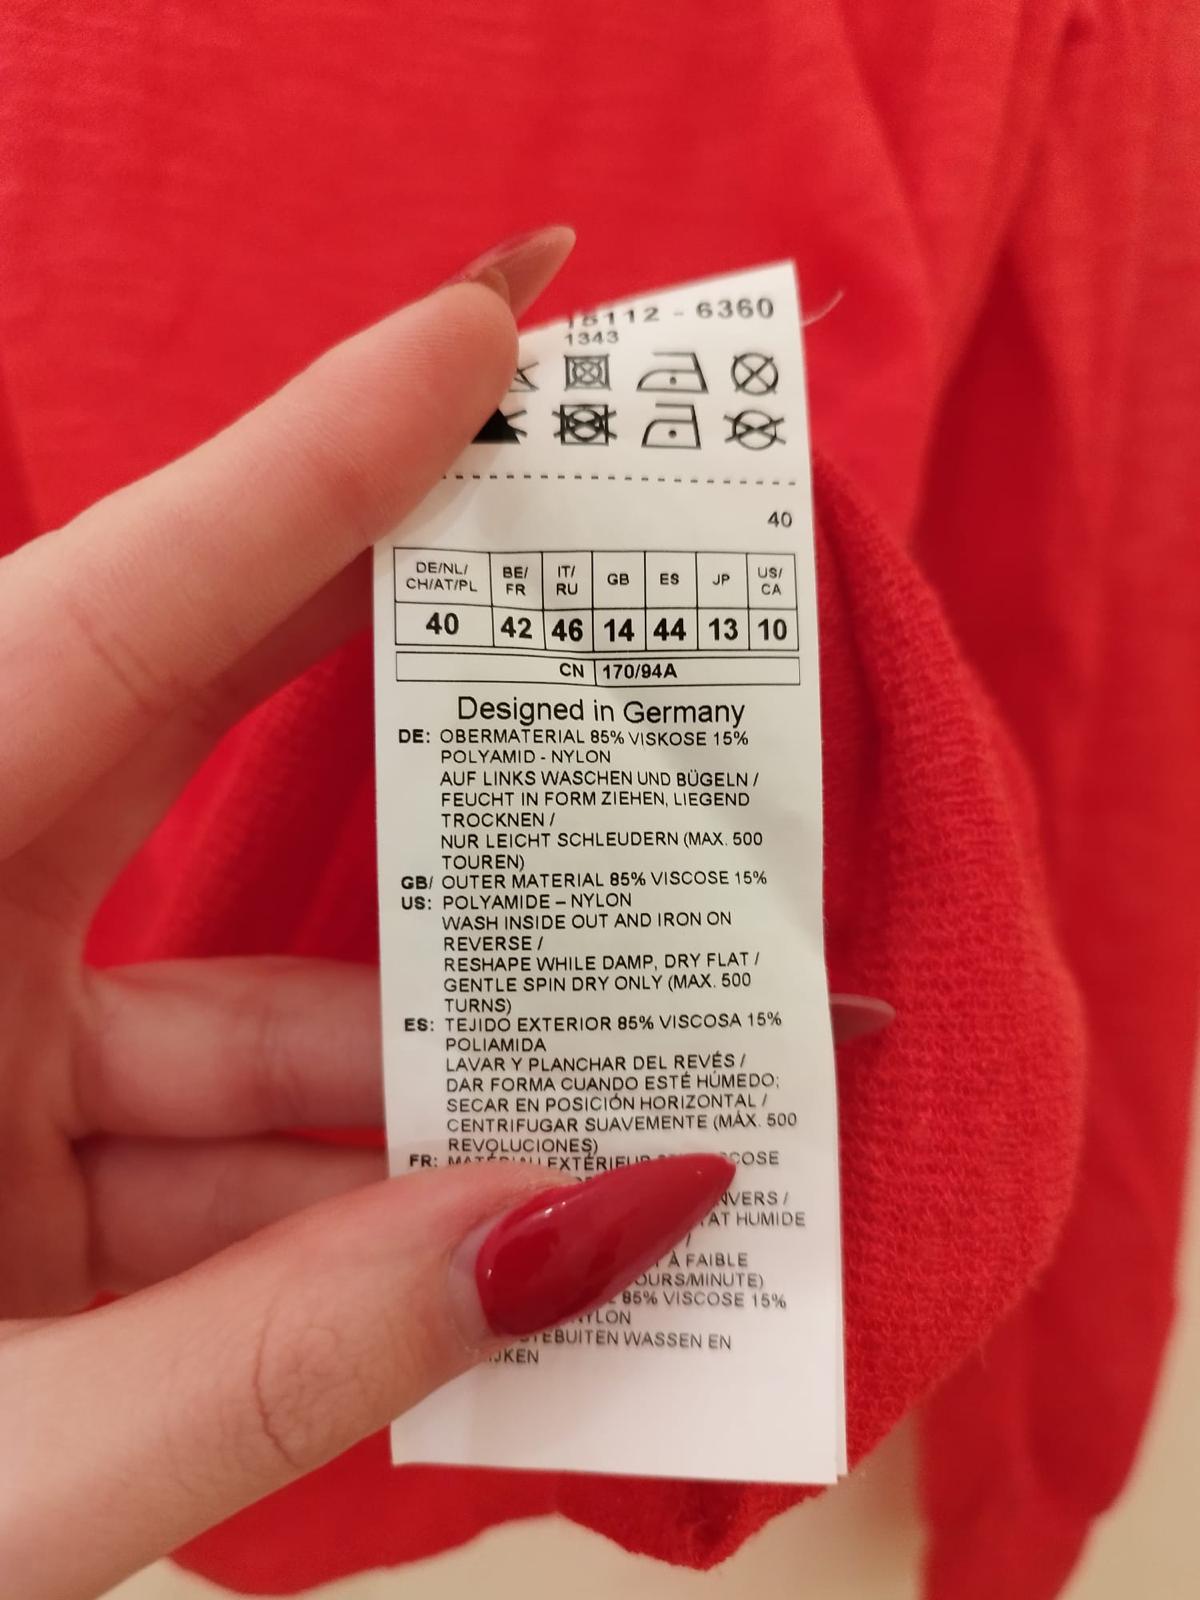 15112 - 6360
1343
40
DE/NL/ CH/AT/PL BE/ FR IT/ RU GB ES JP US/ CA
40 42 46 14 44 13 10
CN 170/94A
Designed in Germany
DE: OBERMATERIAL 85% VISKOSE 15%
POLYAMID - NYLON
AUF LINKS WASCHEN UND BÜGELN /
FEUCHT IN FORM ZIEHEN, LIEGEND
TROCKNEN /
NUR LEICHT SCHLEUDERN (MAX. 500
TOUREN)
GB/ OUTER MATERIAL 85% VISCOSE 15%
US: POLYAMIDE – NYLON
WASH INSIDE OUT AND IRON ON
REVERSE /
RESHAPE WHILE DAMP, DRY FLAT /
GENTLE SPIN DRY ONLY (MAX. 500
TURNS)
ES: TEJIDO EXTERIOR 85% VISCOSA 15%
POLIAMIDA
LAVAR Y PLANCHAR DEL REVÉS /
DAR FORMA CUANDO ESTÉ HÚMEDO;
SECAR EN POSICIÓN HORIZONTAL /
CENTRIFUGAR SUAVEMENTE (MÁX. 500
REVOLUCIONES)
FR: MATÉRIAU EXTÉRIEUR
HUMIDE
/
À FAIBLE
85% VISCOSE 15%
WASSEN EN